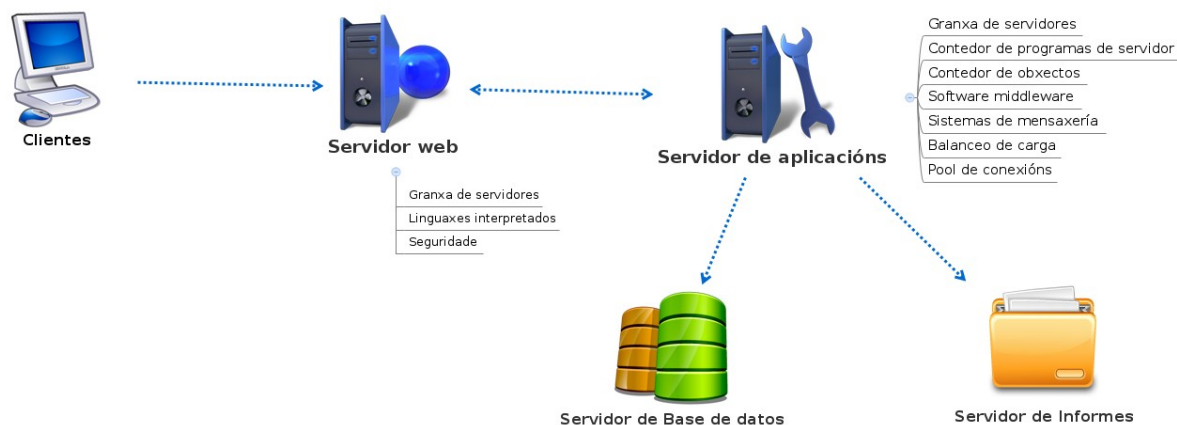 Clientes
Servidor web
Granxa de servidores
Linguaxes interpretados
Seguridade
Servidor de aplicacións
Granxa de servidores
Contedor de programas de servidor
Contedor de obxectos
Software middleware
Sistemas de mensaxería
Balanceo de carga
Pool de conexións
Servidor de Base de datos
Servidor de Informes